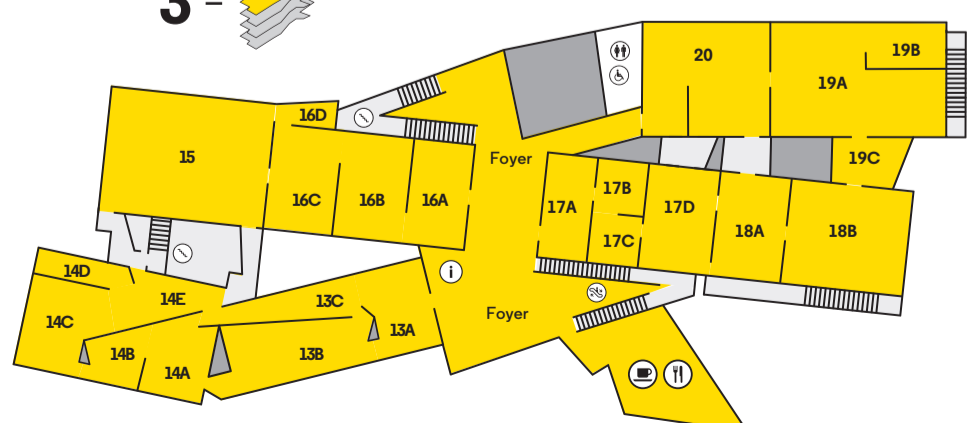 3 –
20
19B
19A
16D
Foyer
15
19C
17B
16C
16B
16A
17A
17D
18A
18B
17C
14D
i
14E
13C
Foyer
14C
13A
14B
13B
14A